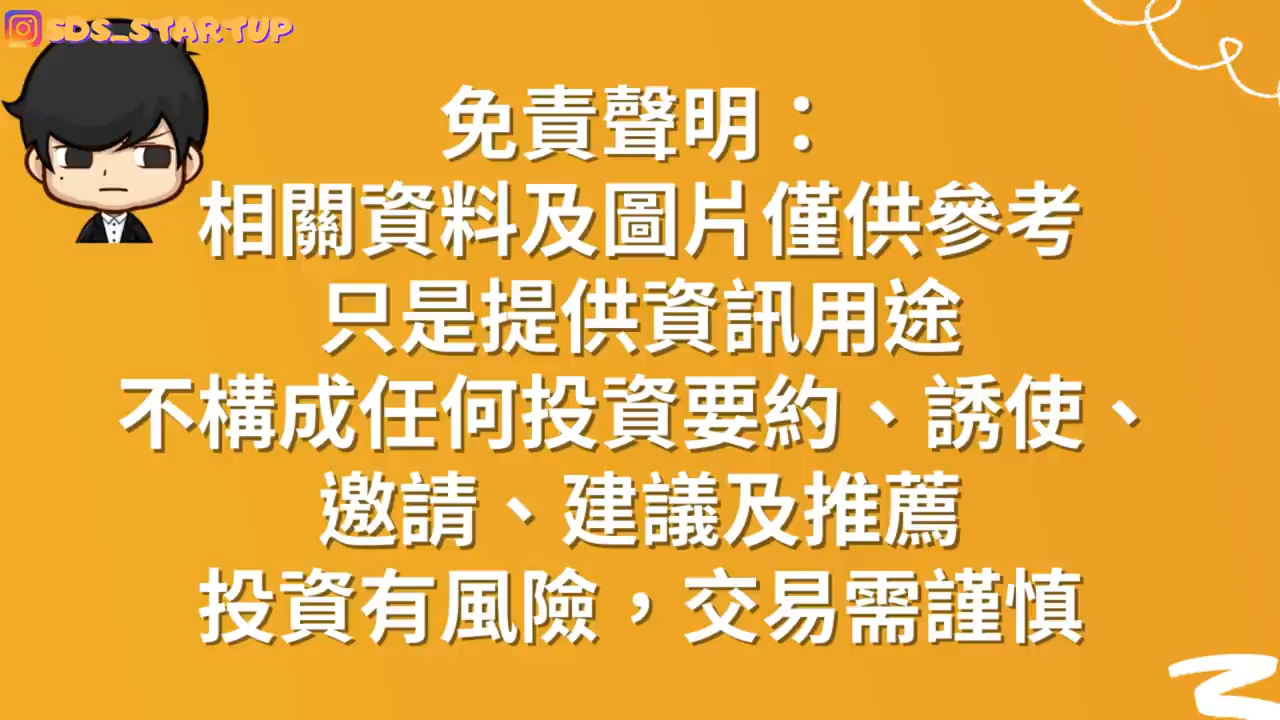 SDS_STARTUP
免責聲明：
相關資料及圖片僅供參考
只是提供資訊用途
不構成任何投資要約、誘使、
邀請、建議及推薦
投資有風險，交易需謹慎